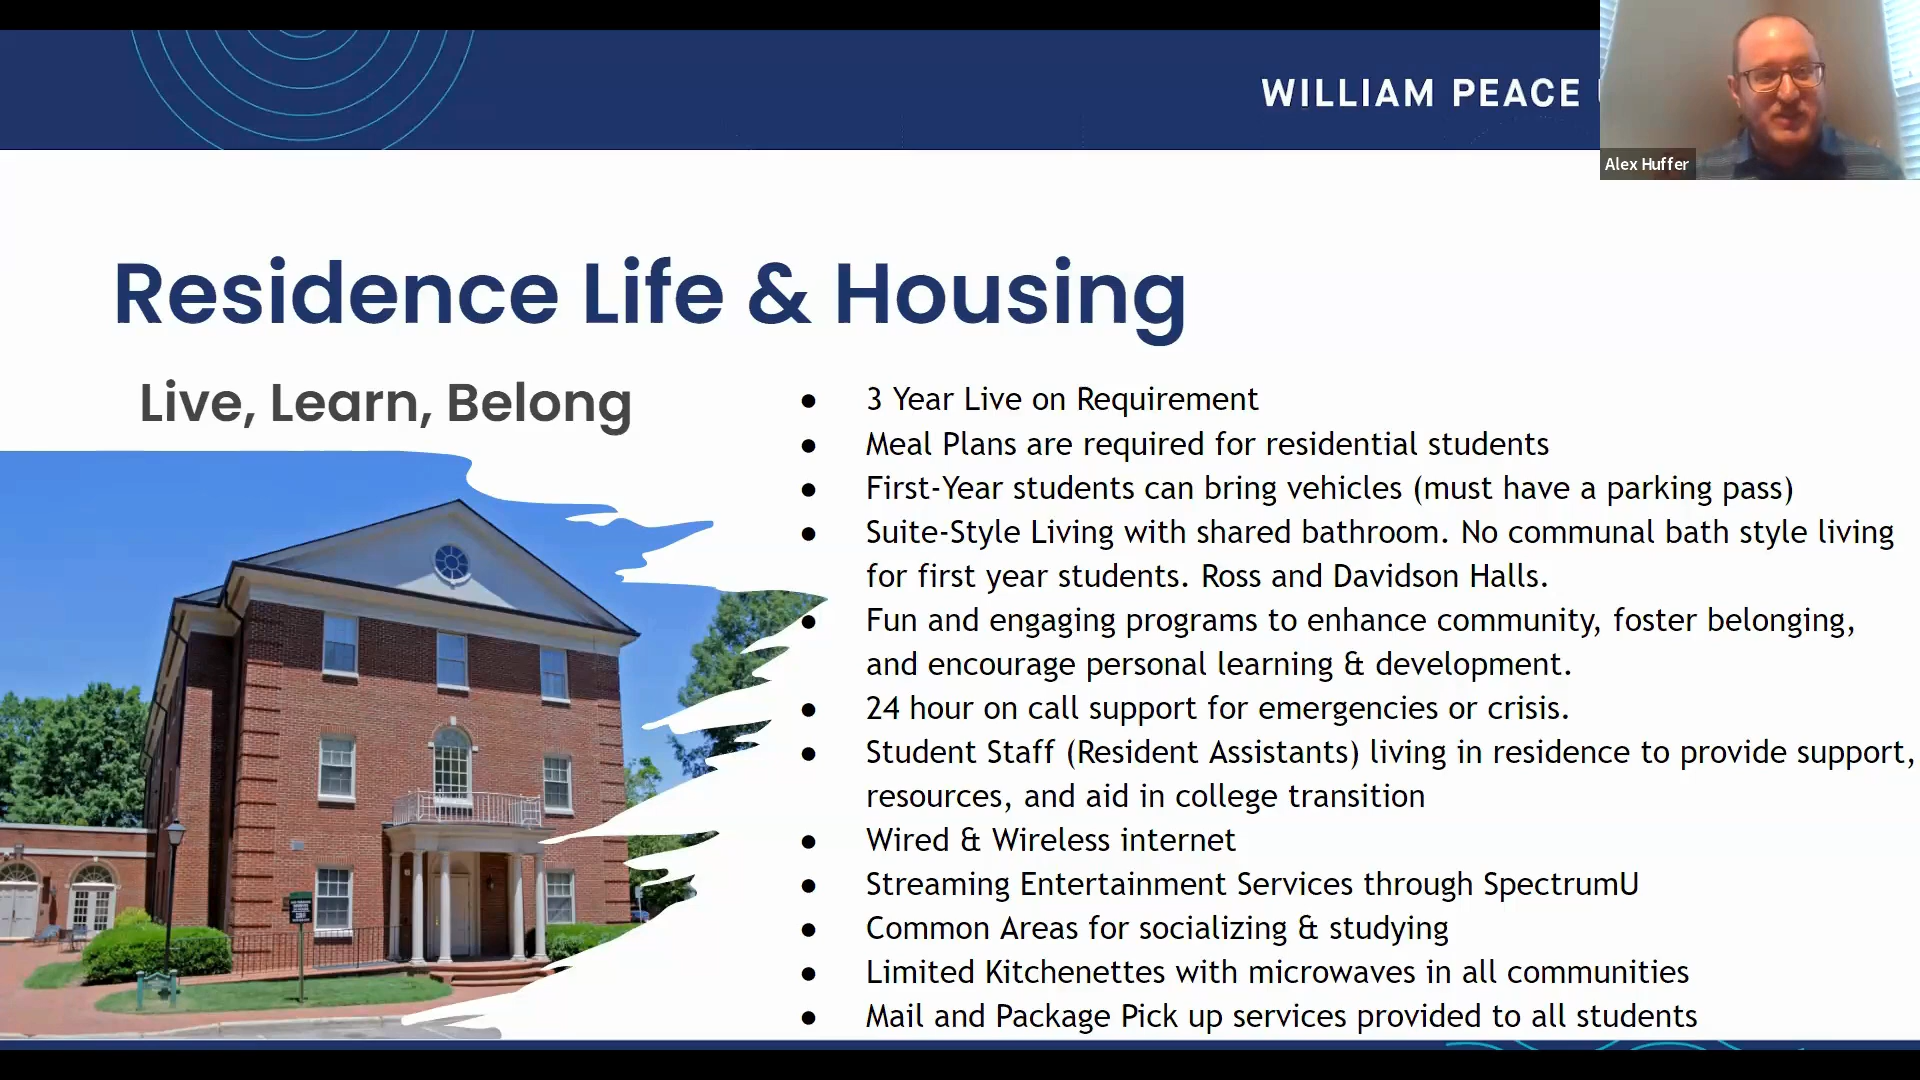 WILLIAM PEACE
Alex Huffer
Residence Life & Housing
Live, Learn, Belong
● 3 Year Live on Requirement
● Meal Plans are required for residential students
● First-Year students can bring vehicles (must have a parking pass)
● Suite-Style Living with shared bathroom. No communal bath style living
for first year students. Ross and Davidson Halls.
● Fun and engaging programs to enhance community, foster belonging,
and encourage personal learning & development.
● 24 hour on call support for emergencies or crisis.
● Student Staff (Resident Assistants) living in residence to provide support,
resources, and aid in college transition
● Wired & Wireless internet
● Streaming Entertainment Services through SpectrumU
● Common Areas for socializing & studying
● Limited Kitchenettes with microwaves in all communities
● Mail and Package Pick up services provided to all students